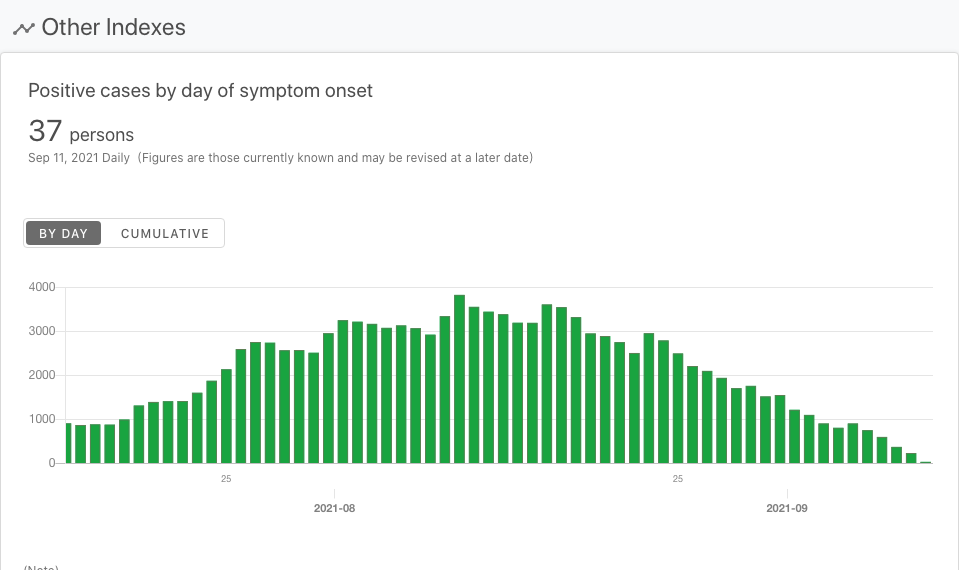 Other Indexes
Positive cases by day of symptom onset
37 persons
Sep 11, 2021 Daily (Figures are those currently known and may be revised at a later date)
BY DAY CUMULATIVE
4000
3000
2000
1000
0
25 25
2021-08 2021-09
(Note)